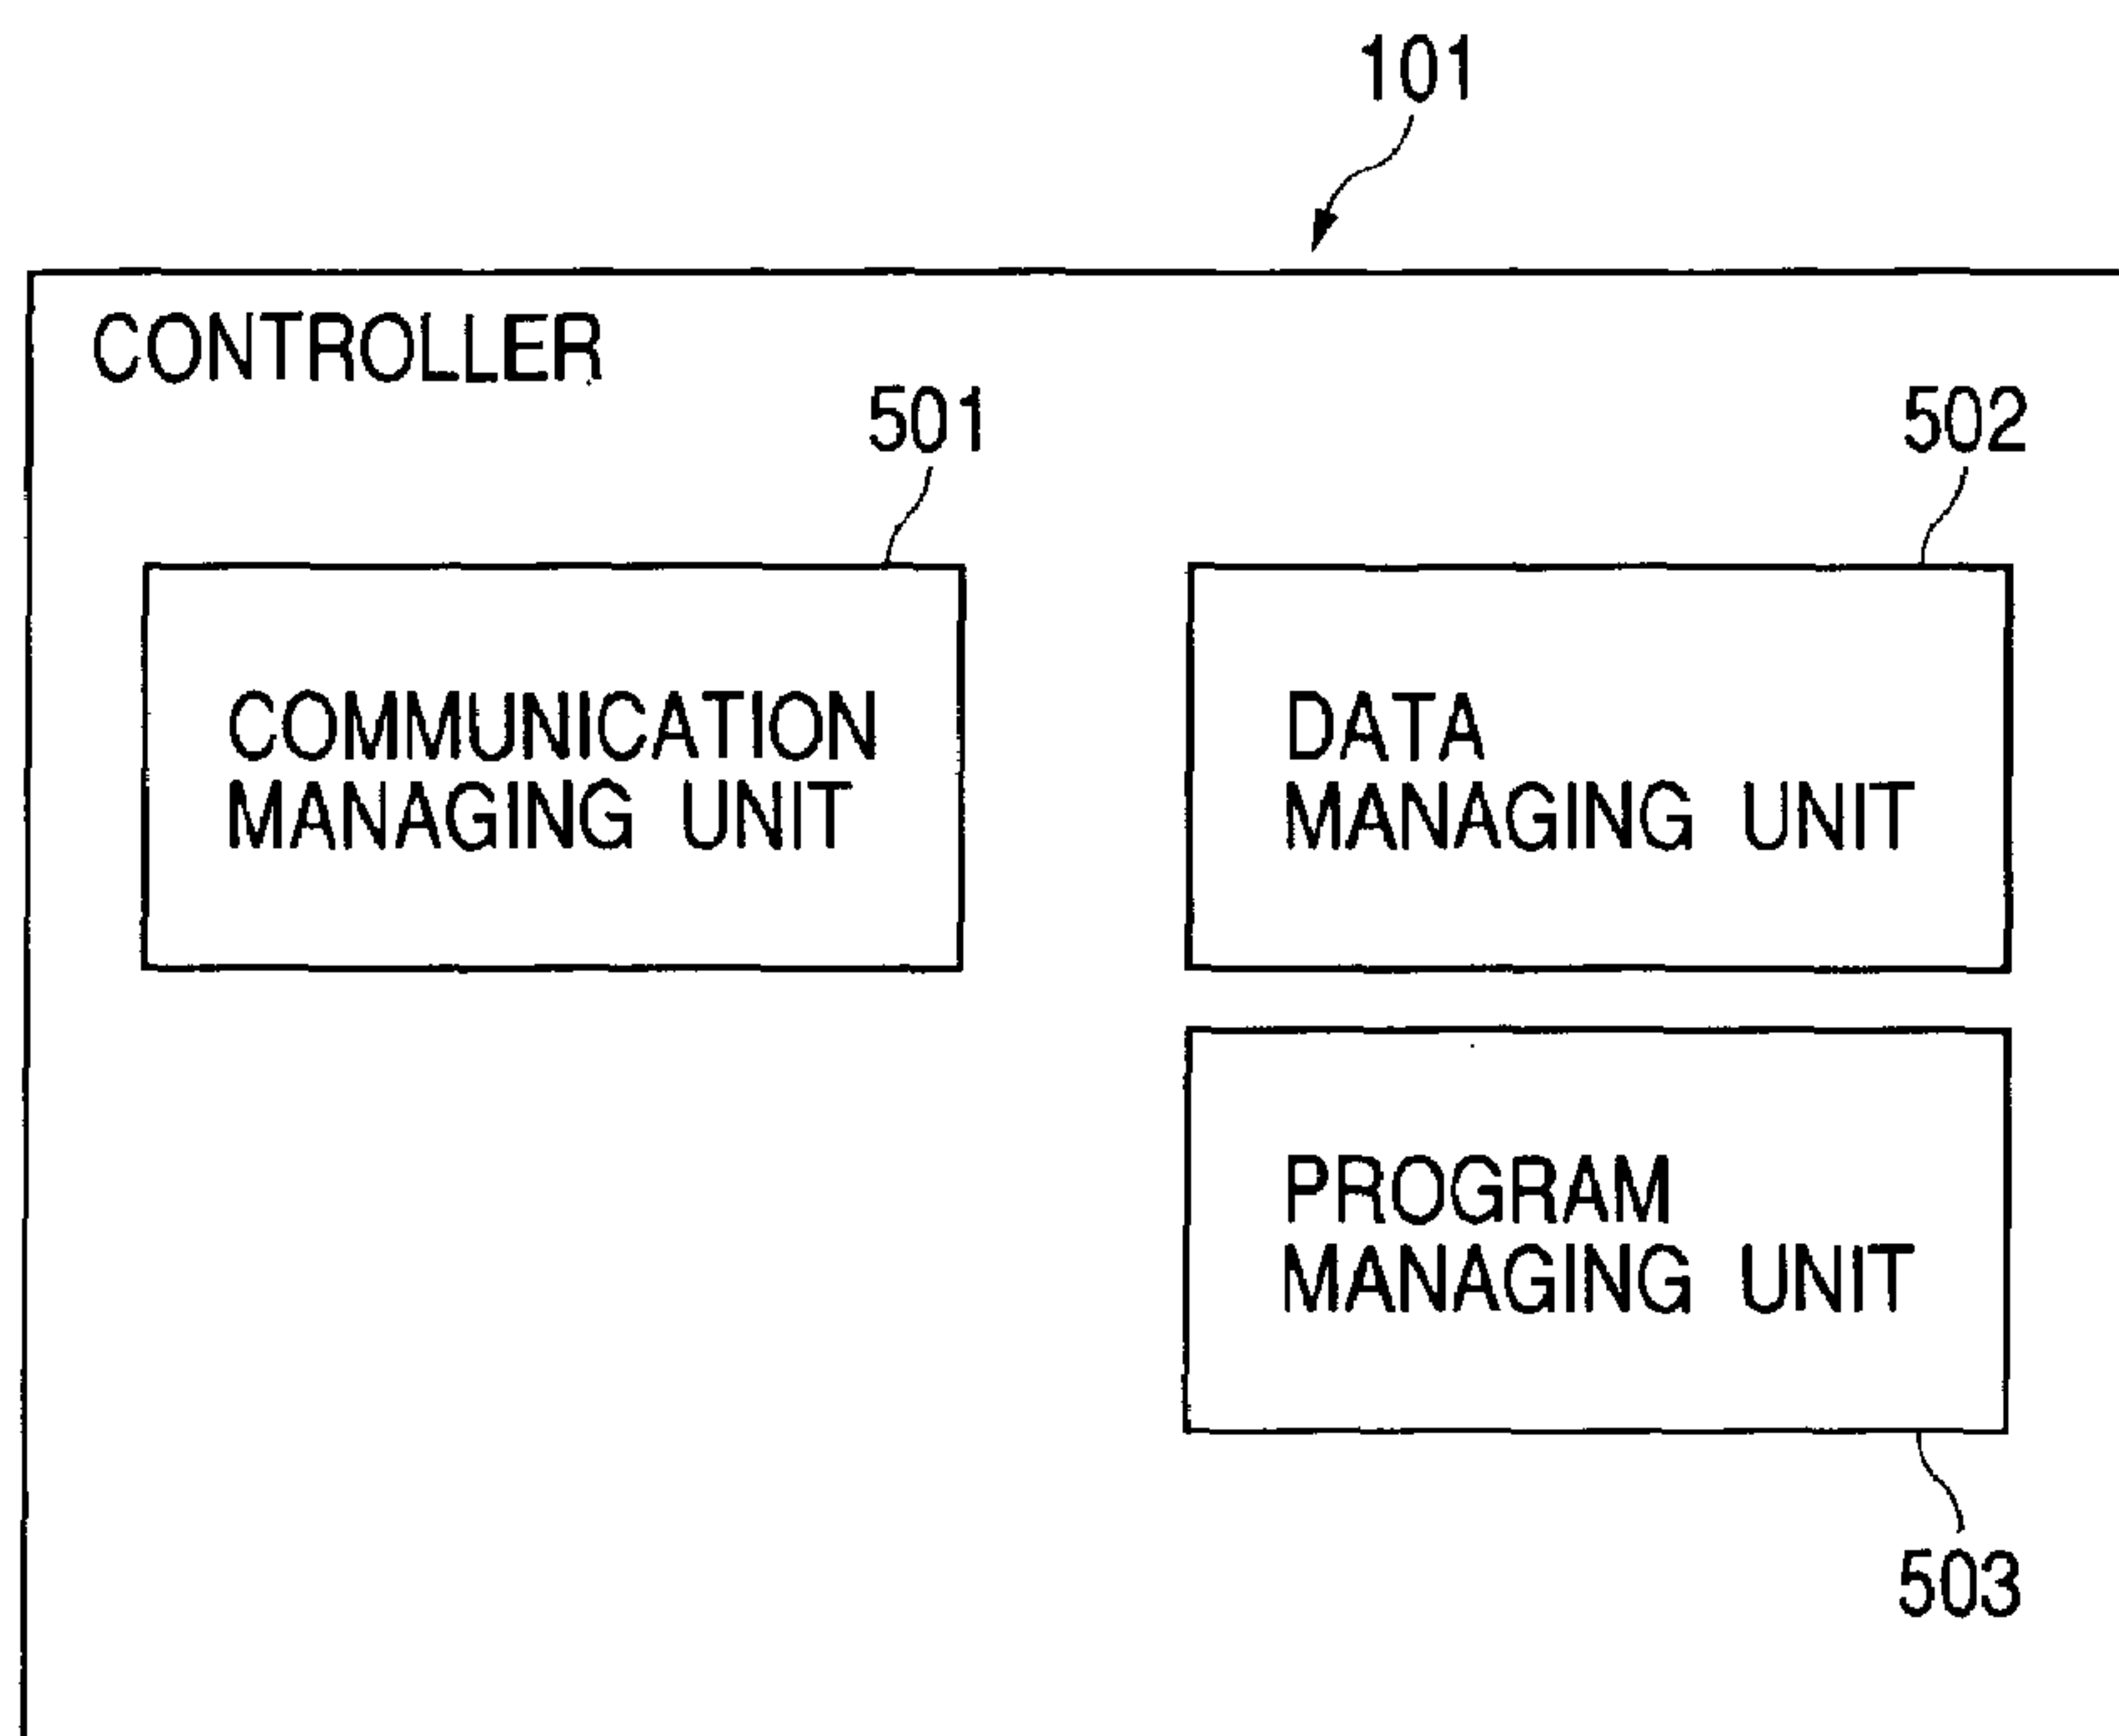 101
CONTROLLER
501
502
COMMUNICATION
MANAGING UNIT
DATA
MANAGING UNIT
PROGRAM
MANAGING UNIT
503